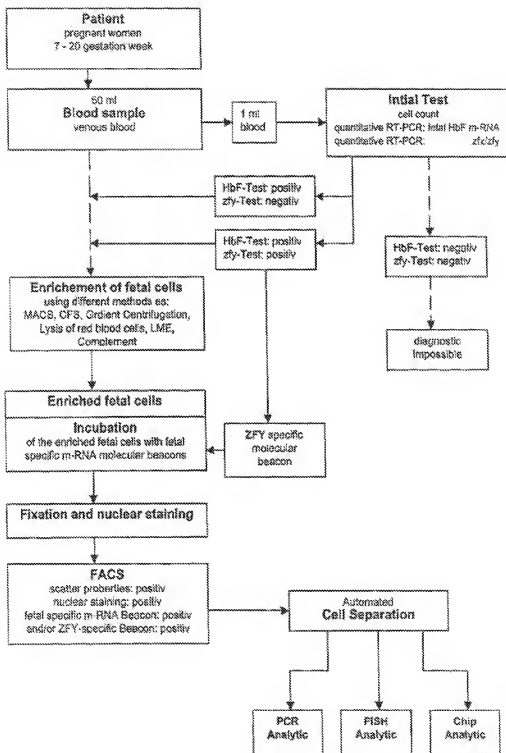 Patient
pregnant women
7 - 20 gestation week
50 ml
Blood sample
venous blood
1 ml
blood
Intial Test
cell count
quantitative RT-PCR: fetal HbF m-RNA
quantitative RT-PCR: zfx/zfy
HbF-Test: positiv
zfy-Test: negativ
HbF-Test: positiv
zfy-Test: positiv
HbF-Test: negativ
zfy-Test: negativ
diagnostic
Impossible
Enrichement of fetal cells
using different methods as:
MACS, CFS, Grdient Centrifugation,
Lysis of red blood cells, LME,
Complement
Enriched fetal cells
Incubation
of the enriched fetal cells with fetal
specific m-RNA molecular beacons
ZFY specific
molecular
beacon
Fixation and nuclear staining
FACS
scatter properties: positiv
nuclear staining: positiv
fetal specific m-RNA Beacon: positiv
and/or ZFY-specific Beacon: positiv
Automated
Cell Separation
PCR
Analytic
FISH
Analytic
Chip
Analytic